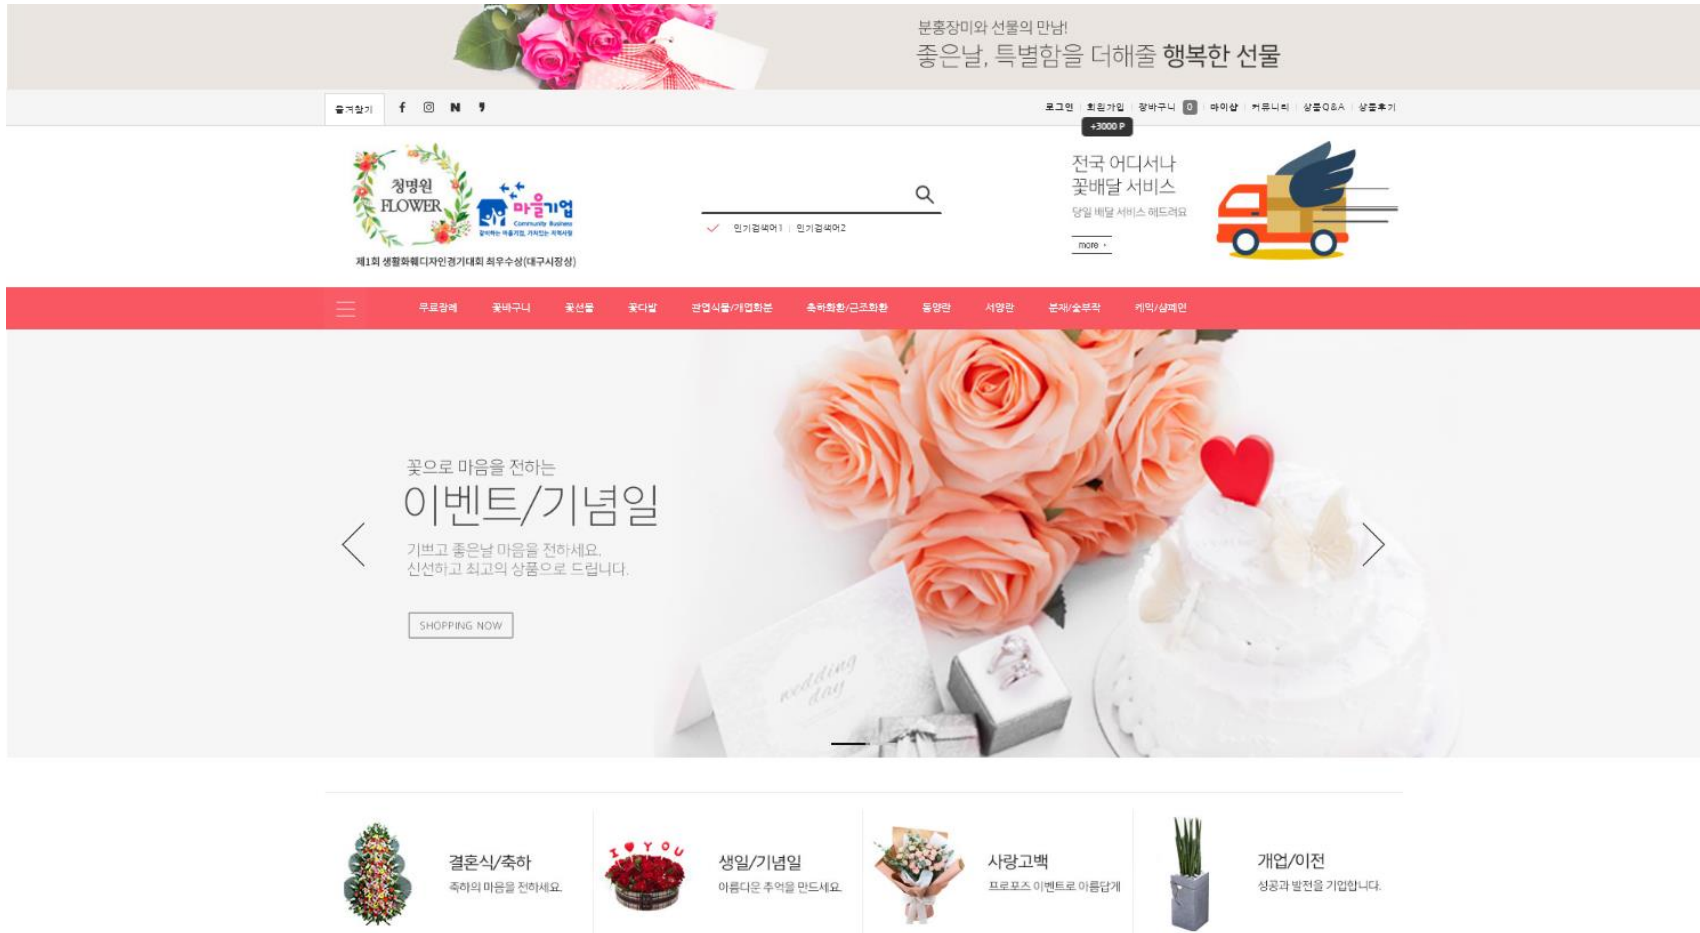 분홍장미와 선물의 만남!
좋은날, 특별함을 더해줄 행복한 선물
즐겨찾기
로그인 회원가입 장바구니 0 마이샵 커뮤니티 상품Q&A 상품후기
+3000 P
청명원
FLOWER
마을기업
Community Business
제1회 생활화훼디자인경기대회 최우수상(대구시장상)
인기검색어1 인기검색어2
전국 어디서나
꽃배달 서비스
당일 배달 서비스 해드려요
more
무료장례 꽃바구니 꽃선물 꽃다발 관엽식물/개업화분 축하화환/근조화환 동양란 서양란 분재/숯부작 케익/샴페인
꽃으로 마음을 전하는
이벤트/기념일
기쁘고 좋은날 마음을 전하세요.
신선하고 최고의 상품으로 드립니다.
SHOPPING NOW
wedding
day
결혼식/축하
축하의 마음을 전하세요.
I YOU
생일/기념일
아름다운 추억을 만드세요.
사랑고백
프로포즈 이벤트로 아름답게
개업/이전
성공과 발전을 기업합니다.